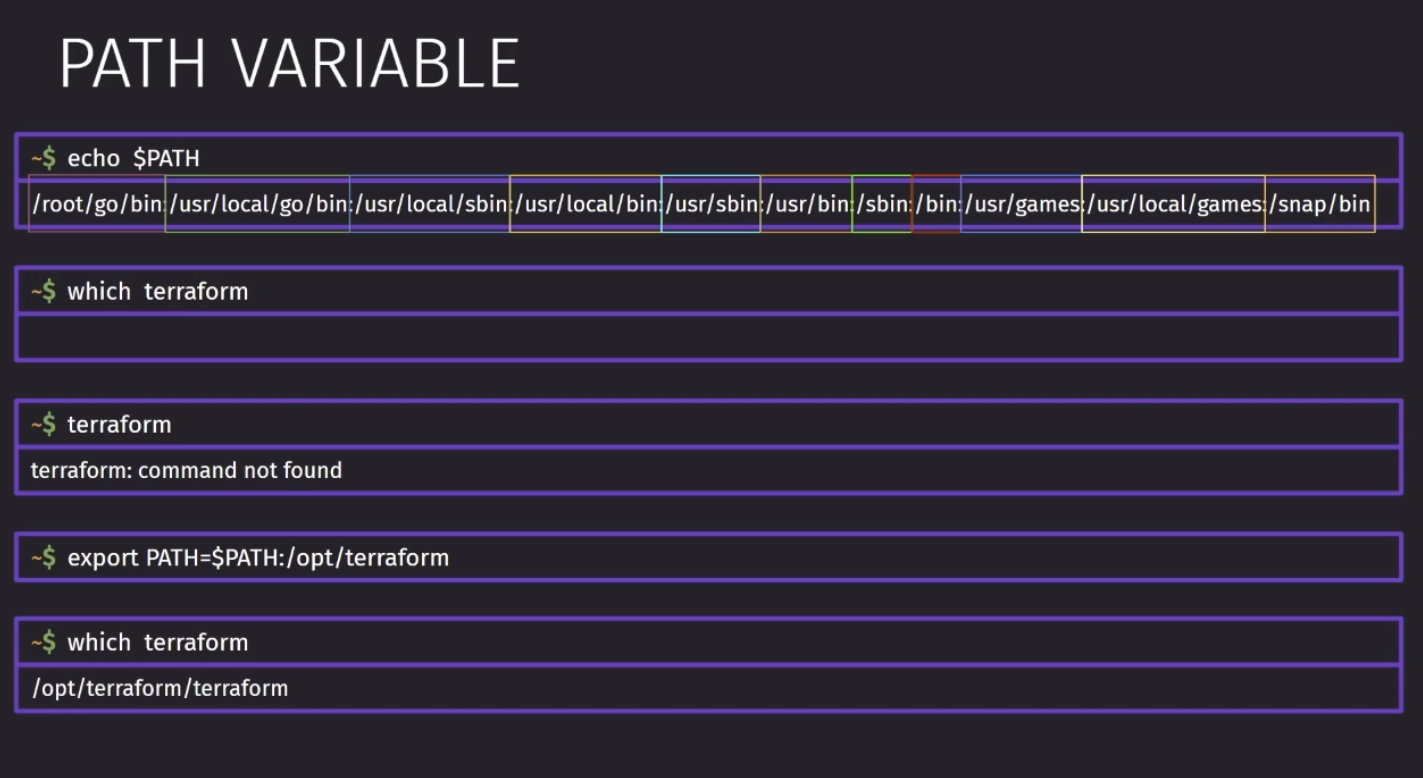 PATH VARIABLE
~$ echo $PATH
/root/go/bin:/usr/local/go/bin:/usr/local/sbin:/usr/local/bin:/usr/sbin:/usr/bin:/sbin:/bin:/usr/games:/usr/local/games:/snap/bin
~$ which terraform
~$ terraform
terraform: command not found
~$ export PATH=$PATH:/opt/terraform
~$ which terraform
/opt/terraform/terraform